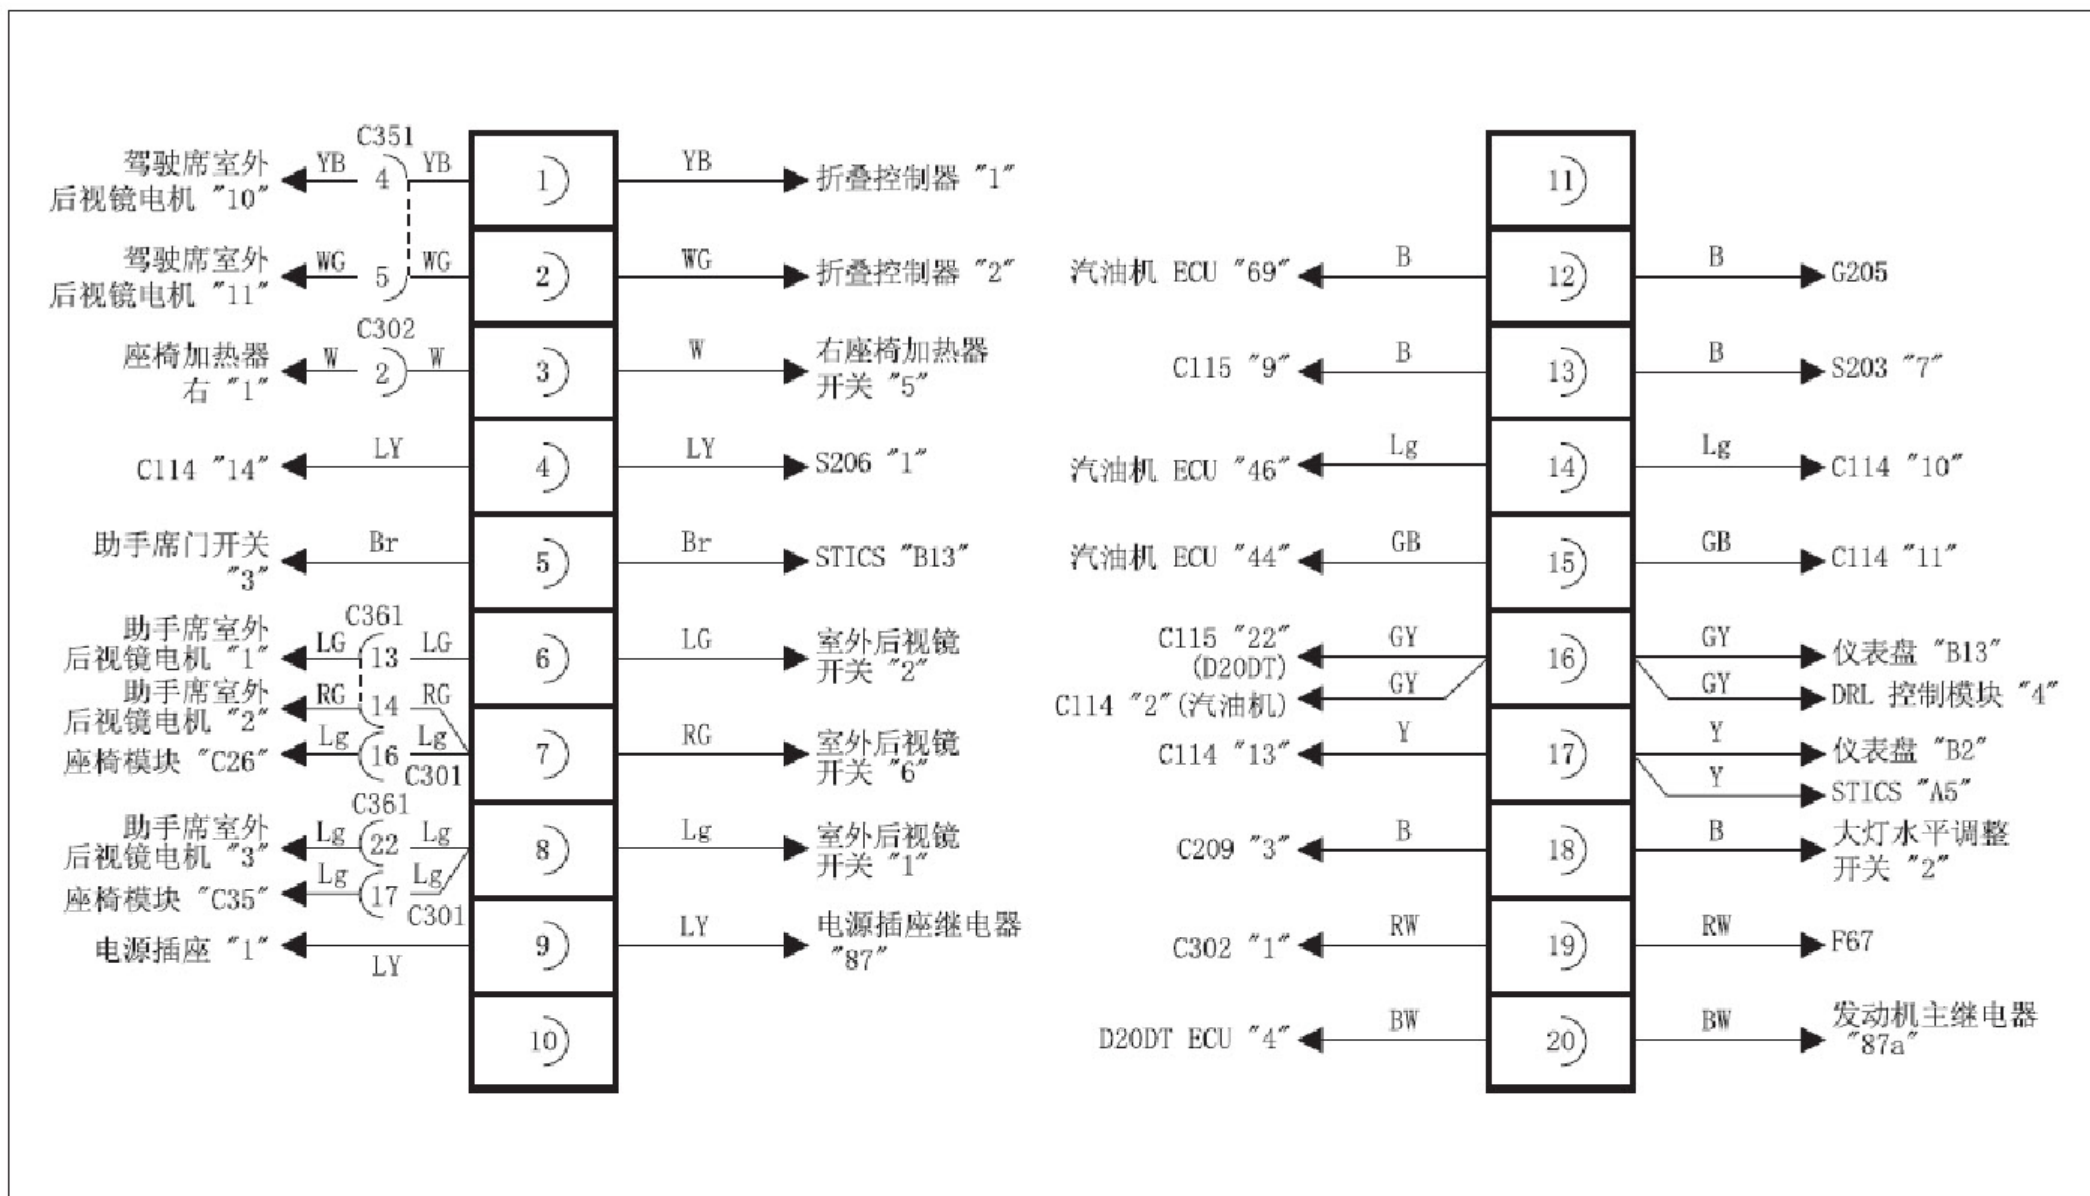 C351
驾驶席室外
后视镜电机 "10"
YB
4
YB
1
YB
折叠控制器 "1"
驾驶席室外
后视镜电机 "11"
WG
5
WG
2
WG
折叠控制器 "2"
C302
座椅加热器
右 "1"
W
2
W
3
W
右座椅加热器
开关 "5"
C114 "14"
LY
4
LY
S206 "1"
助手席门开关
"3"
Br
5
Br
STICS "B13"
C361
助手席室外
后视镜电机 "1"
LG
13
LG
6
LG
室外后视镜
开关 "2"
助手席室外
后视镜电机 "2"
RG
14
RG
座椅模块 "C26"
Lg
16
Lg
C301
7
RG
室外后视镜
开关 "6"
C361
助手席室外
后视镜电机 "3"
Lg
22
Lg
8
Lg
室外后视镜
开关 "1"
座椅模块 "C35"
Lg
17
Lg
C301
电源插座 "1"
LY
9
LY
电源插座继电器
"87"
10
11
汽油机 ECU "69"
B
12
B
G205
C115 "9"
B
13
B
S203 "7"
汽油机 ECU "46"
Lg
14
Lg
C114 "10"
汽油机 ECU "44"
GB
15
GB
C114 "11"
C115 "22"
(D20DT)
GY
16
GY
仪表盘 "B13"
C114 "2"(汽油机)
GY
GY
DRL 控制模块 "4"
C114 "13"
Y
17
Y
仪表盘 "B2"
Y
STICS "A5"
C209 "3"
B
18
B
大灯水平调整
开关 "2"
C302 "1"
RW
19
RW
F67
D20DT ECU "4"
BW
20
BW
发动机主继电器
"87a"